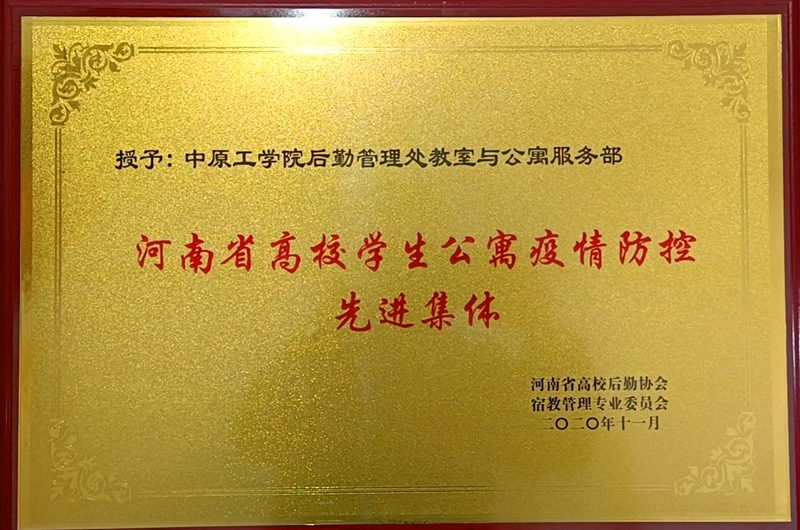 授予：中原工学院后勤管理处教室与公寓服务部
河南省高校学生公寓疫情防控
先进集体
河南省高校后勤协会
宿教管理专业委员会
二〇二〇年十一月